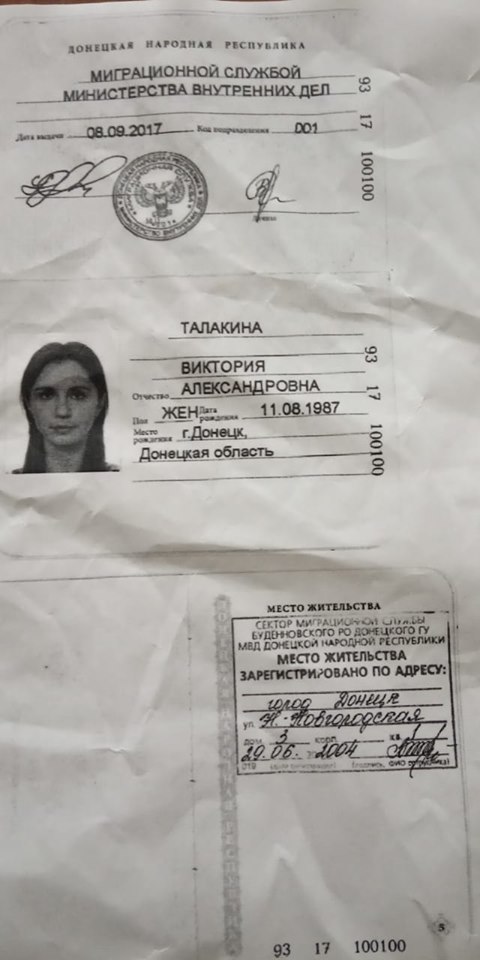 ДОНЕЦКАЯ НАРОДНАЯ РЕСПУБЛИКА
МИГРАЦИОННОЙ СЛУЖБОЙ
МИНИСТЕРСТВА ВНУТРЕННИХ ДЕЛ
Дата выдачи 08.09.2017 Код подразделения 001
93 17 100100
Личная
ТАЛАКИНА
ВИКТОРИЯ
Отчество АЛЕКСАНДРОВНА
Пол ЖЕН Дата рождения 11.08.1987
Место рождения г.Донецк,
Донецкая область
93 17 100100
МЕСТО ЖИТЕЛЬСТВА
СЕКТОР МИГРАЦИОННОЙ СЛУЖБЫ
БУДЕННОВСКОГО РО ДОНЕЦКОГО ГУ
МВД ДОНЕЦКОЙ НАРОДНОЙ РЕСПУБЛИКИ
МЕСТО ЖИТЕЛЬСТВА
ЗАРЕГИСТРИРОВАНО ПО АДРЕСУ:
город Донецк
ул. Н-Новгородская
дом 3 корп. кв.
29.06. 2004
5
93 17 100100